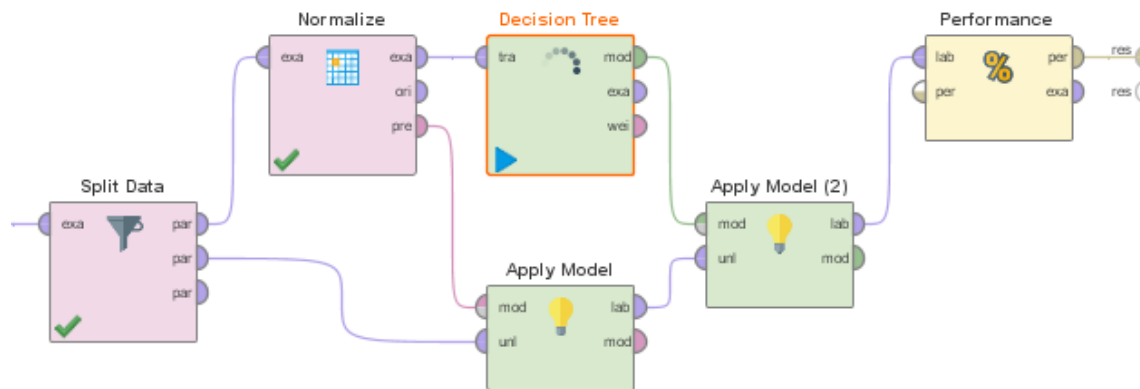 Normalize
exa
exa
ori
pre
Decision Tree
tra
mod
exa
wei
Performance
lab
per
per
exa
res
res
Split Data
exa
par
par
par
Apply Model
mod
unl
lab
mod
Apply Model (2)
mod
unl
lab
mod
%